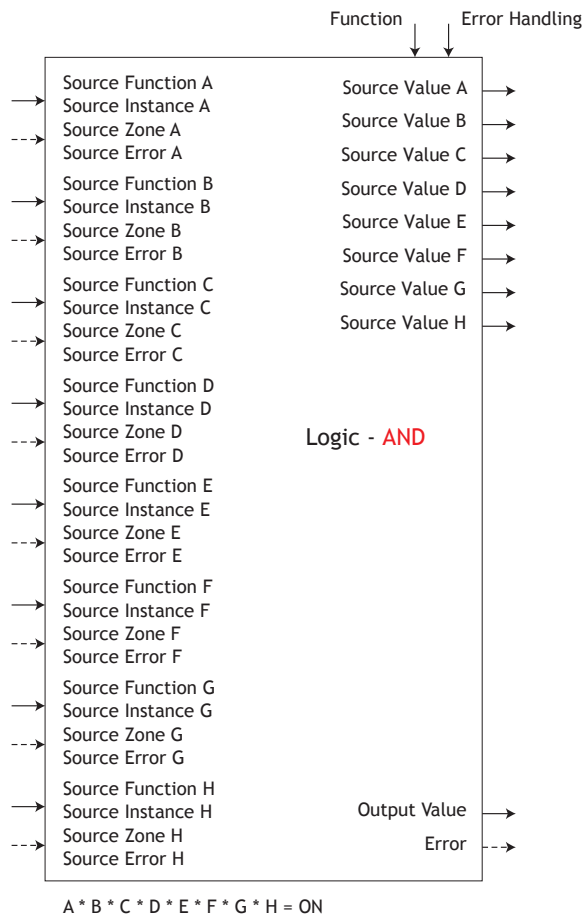 Function Error Handling
Source Function A
Source Instance A
Source Zone A
Source Error A
Source Function B
Source Instance B
Source Zone B
Source Error B
Source Function C
Source Instance C
Source Zone C
Source Error C
Source Function D
Source Instance D
Source Zone D
Source Error D
Source Function E
Source Instance E
Source Zone E
Source Error E
Source Function F
Source Instance F
Source Zone F
Source Error F
Source Function G
Source Instance G
Source Zone G
Source Error G
Source Function H
Source Instance H
Source Zone H
Source Error H
Source Value A
Source Value B
Source Value C
Source Value D
Source Value E
Source Value F
Source Value G
Source Value H
Logic - AND
Output Value
Error
A * B * C * D * E * F * G * H = ON